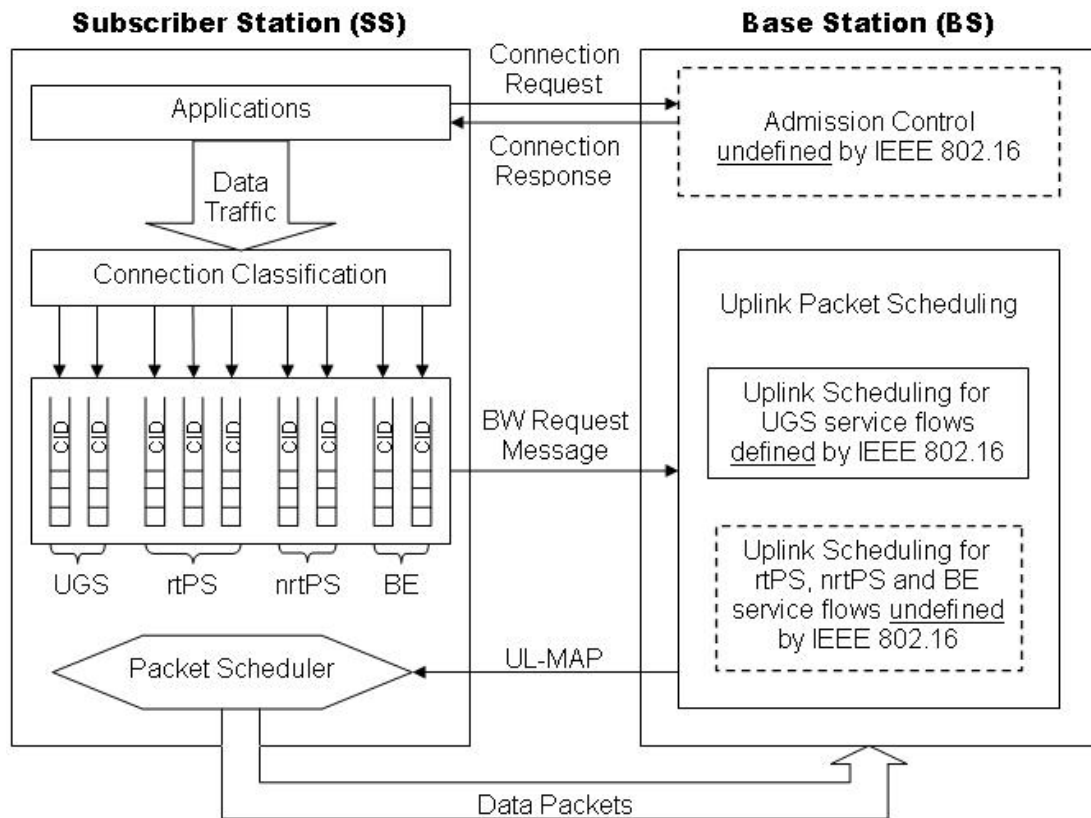 Subscriber Station (SS)
Base Station (BS)
Connection
Request
Applications
Admission Control
undefined by IEEE 802.16
Connection
Response
Data
Traffic
Connection Classification
Uplink Packet Scheduling
CID CID CID CID CID CID CID CID CID
BW Request
Message
Uplink Scheduling for
UGS service flows
defined by IEEE 802.16
UGS rtPS nrtPS BE
Uplink Scheduling for
rtPS, nrtPS and BE
service flows undefined
by IEEE 802.16
Packet Scheduler
UL-MAP
Data Packets